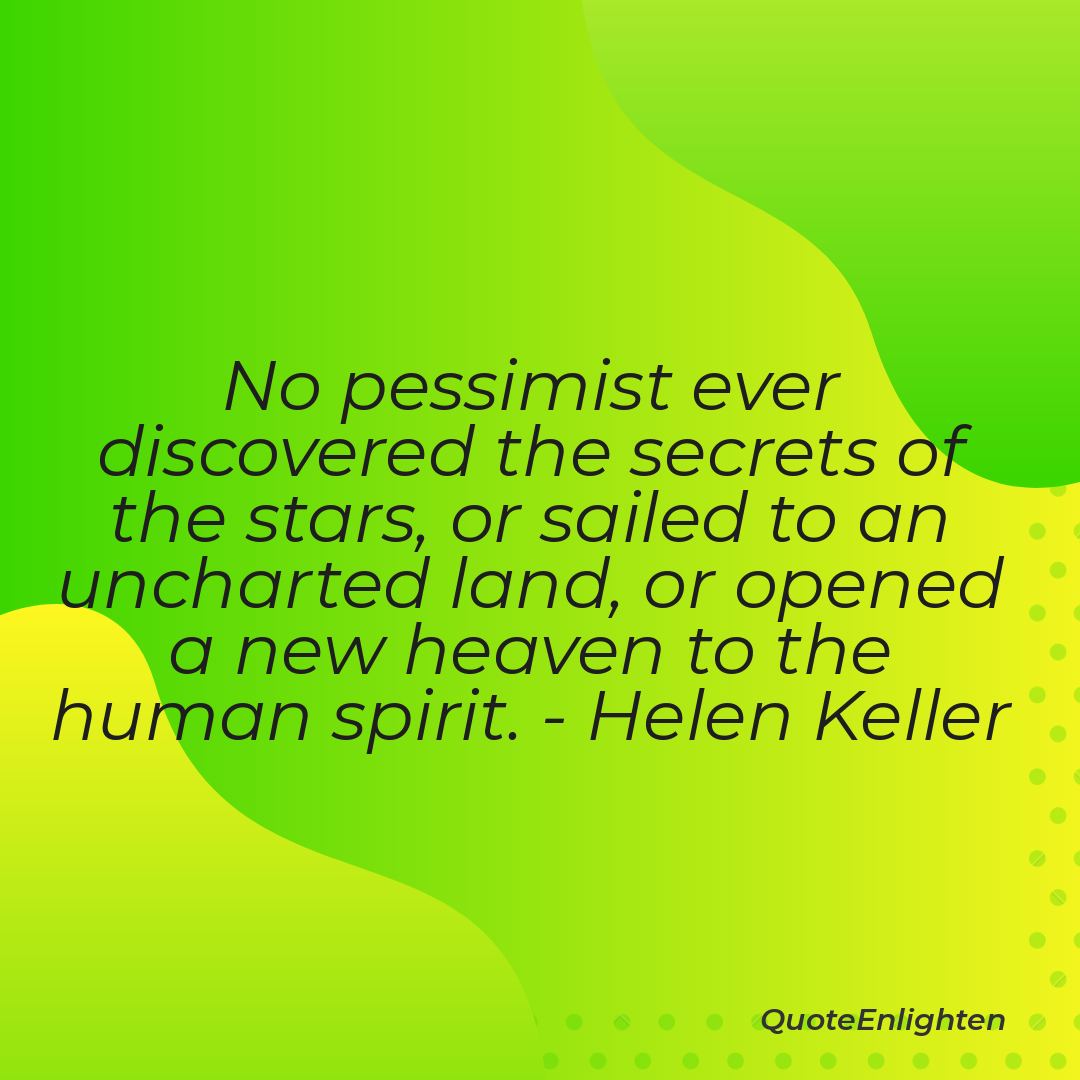 No pessimist ever
discovered the secrets of
the stars, or sailed to an
uncharted land, or opened
a new heaven to the
human spirit. - Helen Keller
QuoteEnlighten